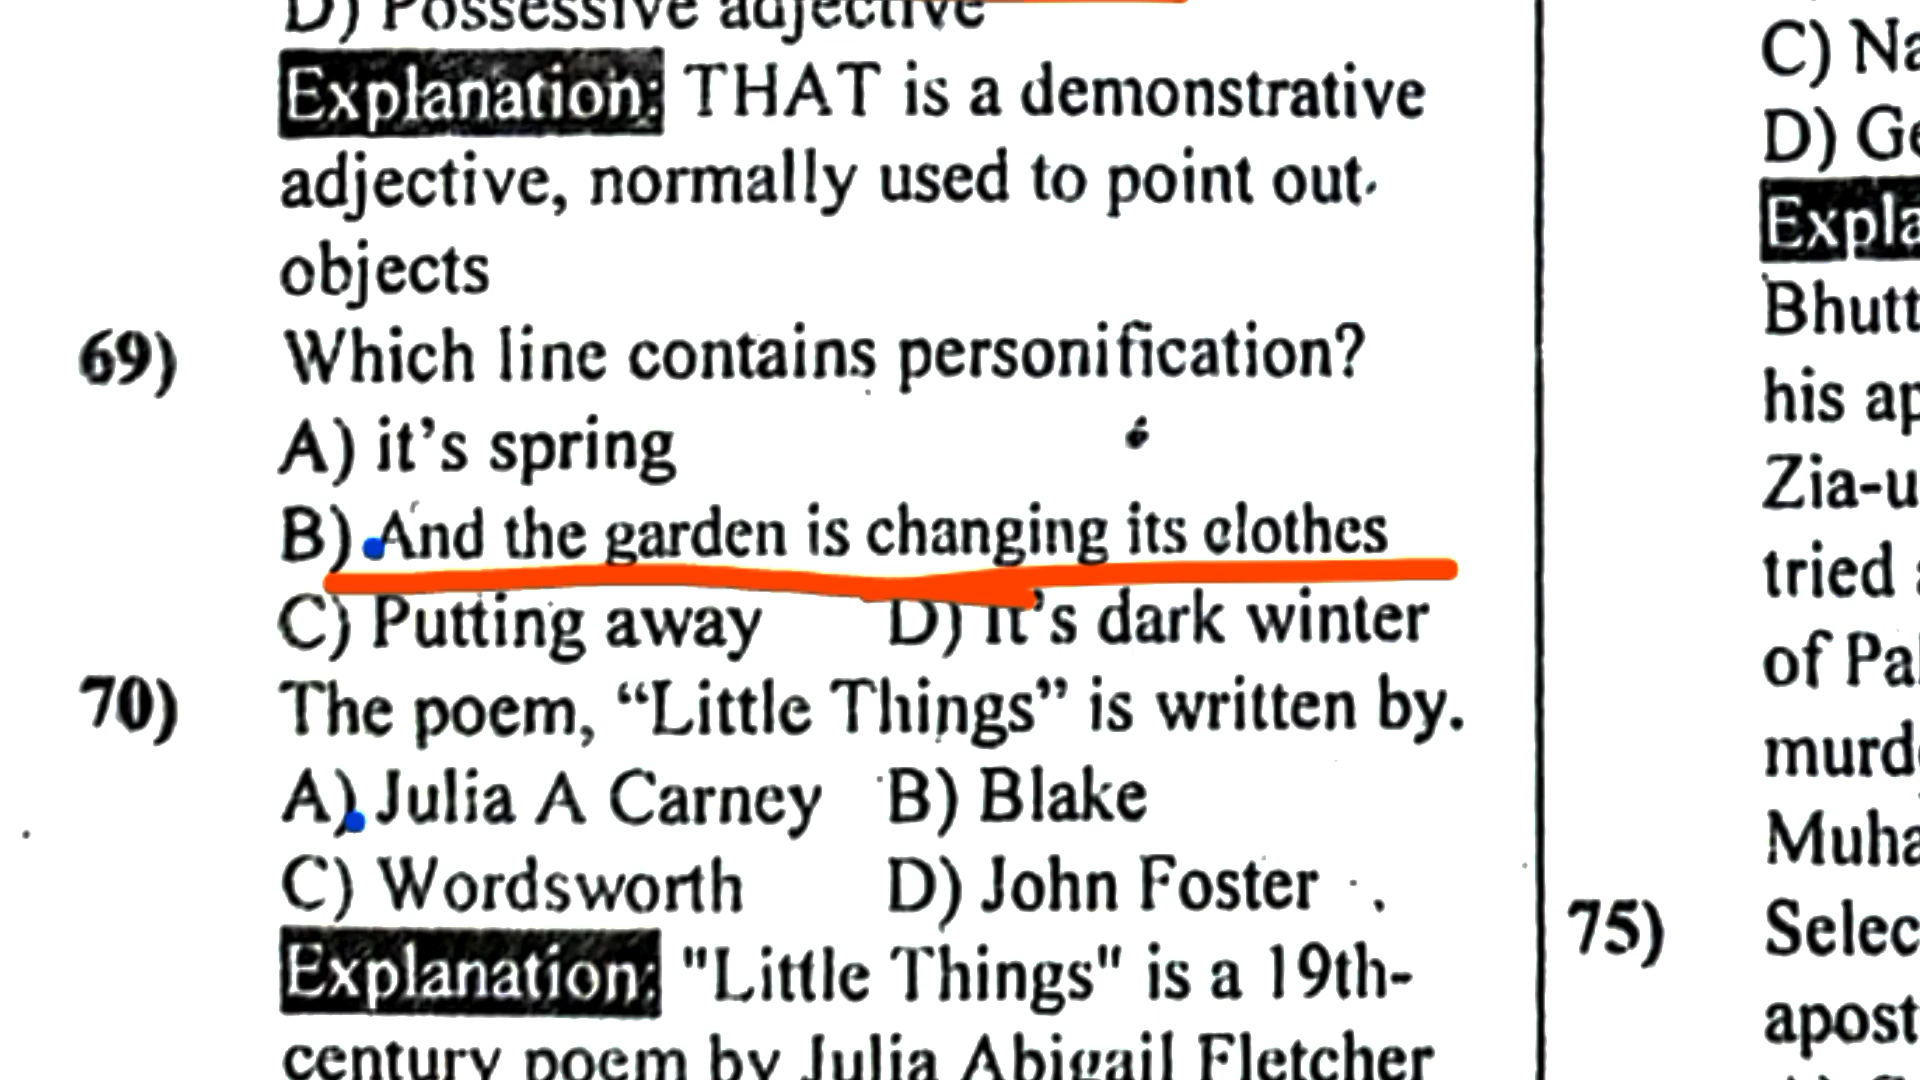 D) Possessive adjective
Explanation: THAT is a demonstrative
adjective, normally used to point out
objects
69) Which line contains personification?
A) it's spring
B) And the garden is changing its clothes
C) Putting away D) It's dark winter
70) The poem, “Little Things” is written by.
A) Julia A Carney B) Blake
C) Wordsworth D) John Foster
Explanation: "Little Things" is a 19th-
century poem by Julia Abigail Fletcher
C) Na
D) Ge
Expla
Bhutt
his ap
Zia-u
tried
of Pa
murd
Muha
75) Selec
apost